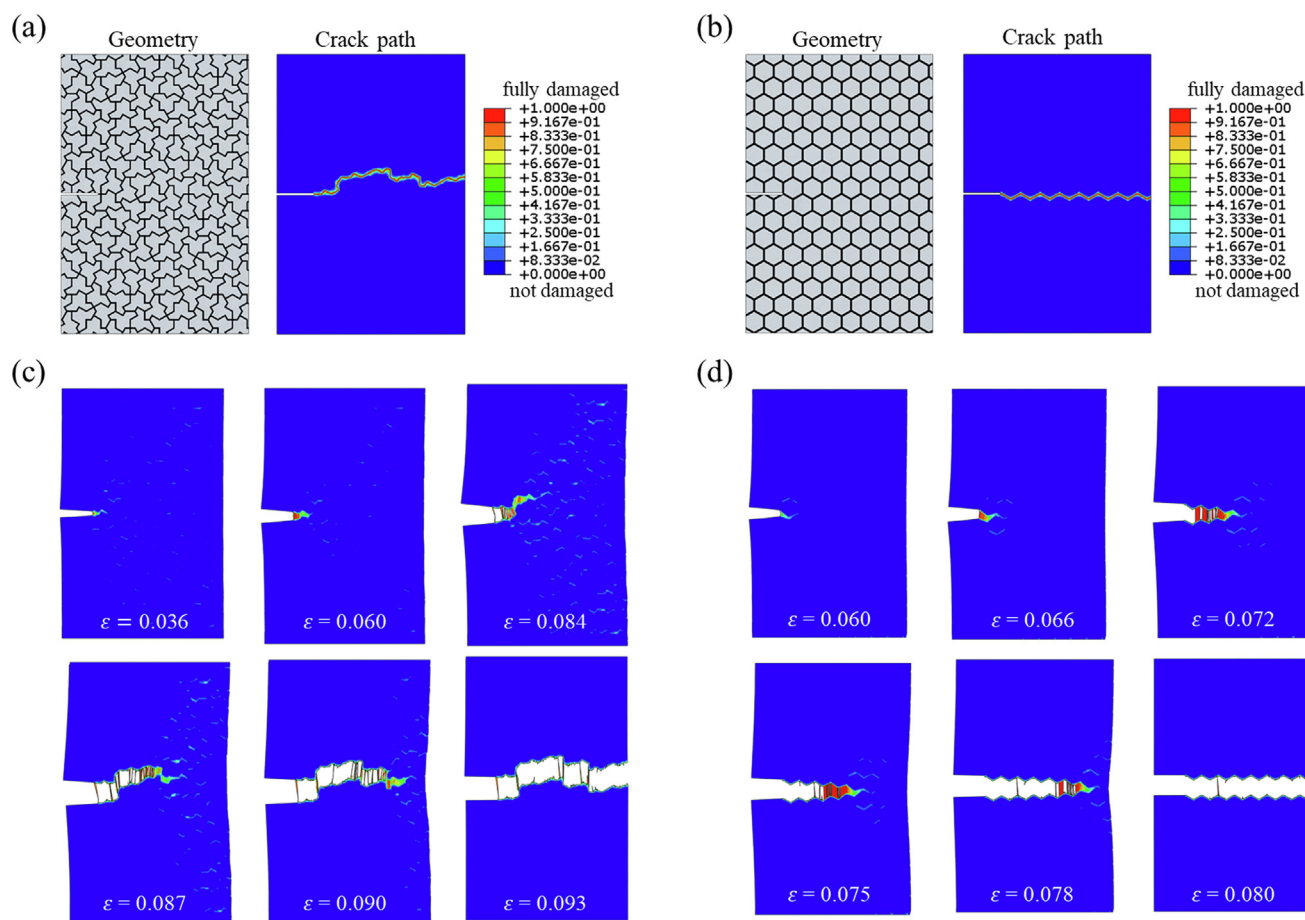 (a)
Geometry
Crack path
fully damaged
+1.000e+00
+9.167e-01
+8.333e-01
+7.500e-01
+6.667e-01
+5.833e-01
+5.000e-01
+4.167e-01
+3.333e-01
+2.500e-01
+1.667e-01
+8.333e-02
+0.000e+00
not damaged
(b)
Geometry
Crack path
fully damaged
+1.000e+00
+9.167e-01
+8.333e-01
+7.500e-01
+6.667e-01
+5.833e-01
+5.000e-01
+4.167e-01
+3.333e-01
+2.500e-01
+1.667e-01
+8.333e-02
+0.000e+00
not damaged
(c)
ε = 0.036
ε = 0.060
ε = 0.084
ε = 0.087
ε = 0.090
ε = 0.093
(d)
ε = 0.060
ε = 0.066
ε = 0.072
ε = 0.075
ε = 0.078
ε = 0.080